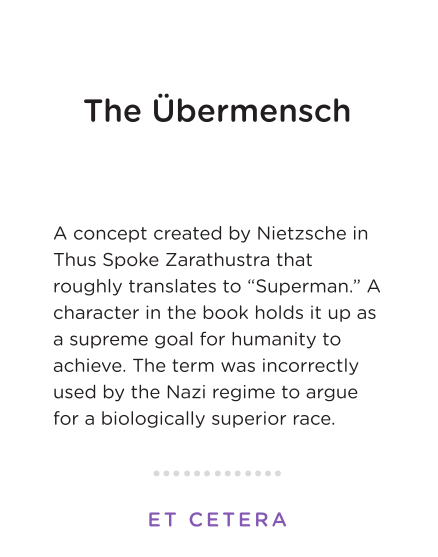 The Übermensch
A concept created by Nietzsche in
Thus Spoke Zarathustra that
roughly translates to “Superman.” A
character in the book holds it up as
a supreme goal for humanity to
achieve. The term was incorrectly
used by the Nazi regime to argue
for a biologically superior race.
ET CETERA